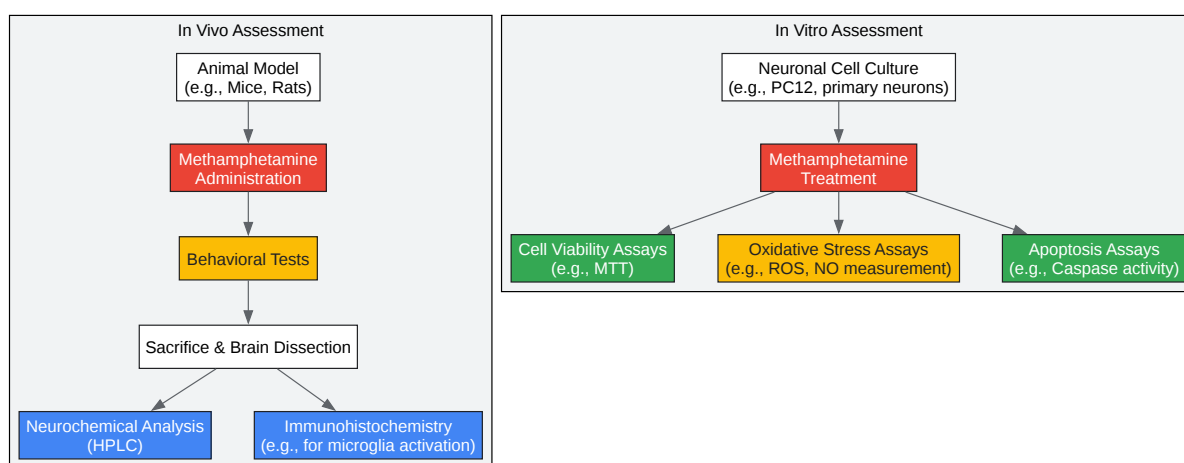 In Vivo Assessment
Animal Model
(e.g., Mice, Rats)
Methamphetamine
Administration
Behavioral Tests
Sacrifice & Brain Dissection
Neurochemical Analysis
(HPLC)
Immunohistochemistry
(e.g., for microglia activation)
In Vitro Assessment
Neuronal Cell Culture
(e.g., PC12, primary neurons)
Methamphetamine
Treatment
Cell Viability Assays
(e.g., MTT)
Oxidative Stress Assays
(e.g., ROS, NO measurement)
Apoptosis Assays
(e.g., Caspase activity)